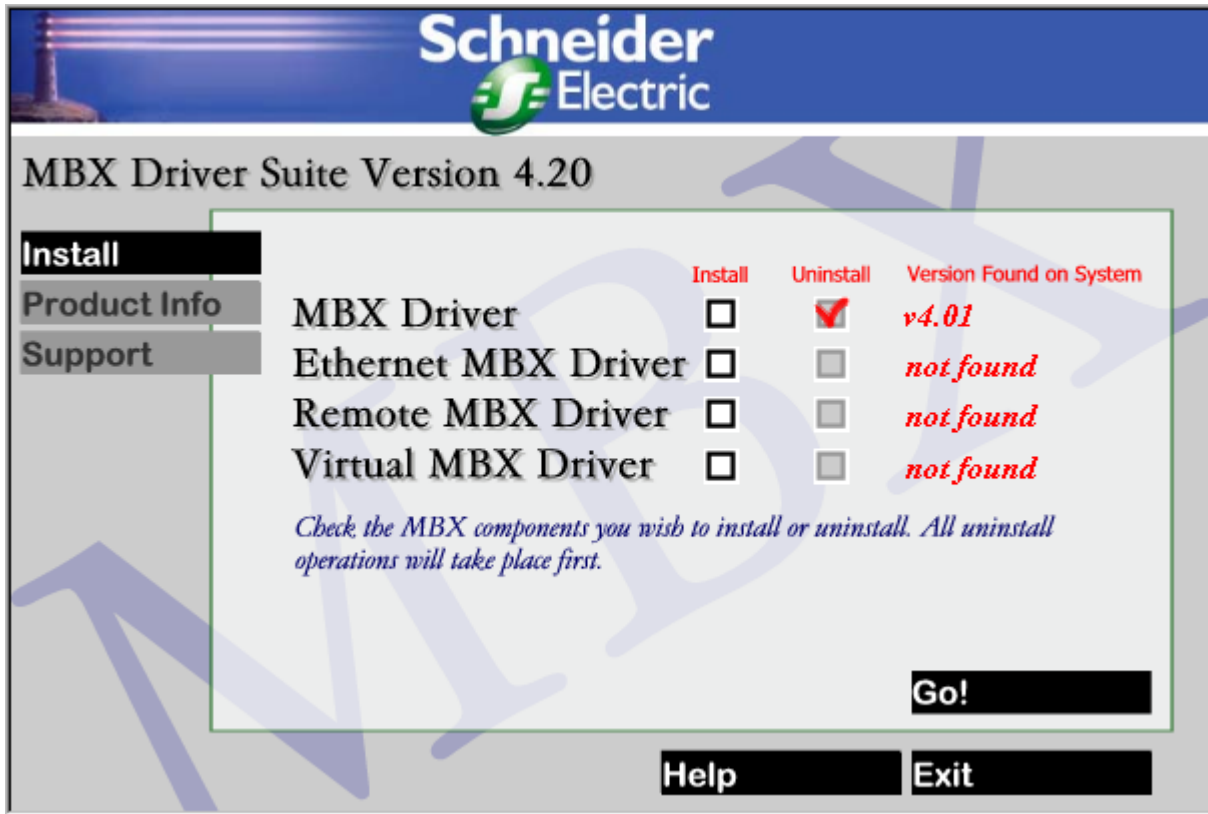 Schneider
Electric
MBX Driver Suite Version 4.20
Install
Product Info
Support
Install Uninstall Version Found on System
MBX Driver v4.01
Ethernet MBX Driver not found
Remote MBX Driver not found
Virtual MBX Driver not found
Check the MBX components you wish to install or uninstall. All uninstall
operations will take place first.
Go!
Help Exit
MBX